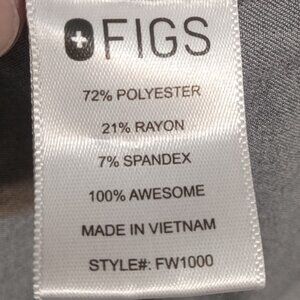 FIGS
72% POLYESTER
21% RAYON
7% SPANDEX
100% AWESOME
MADE IN VIETNAM
STYLE#: FW1000